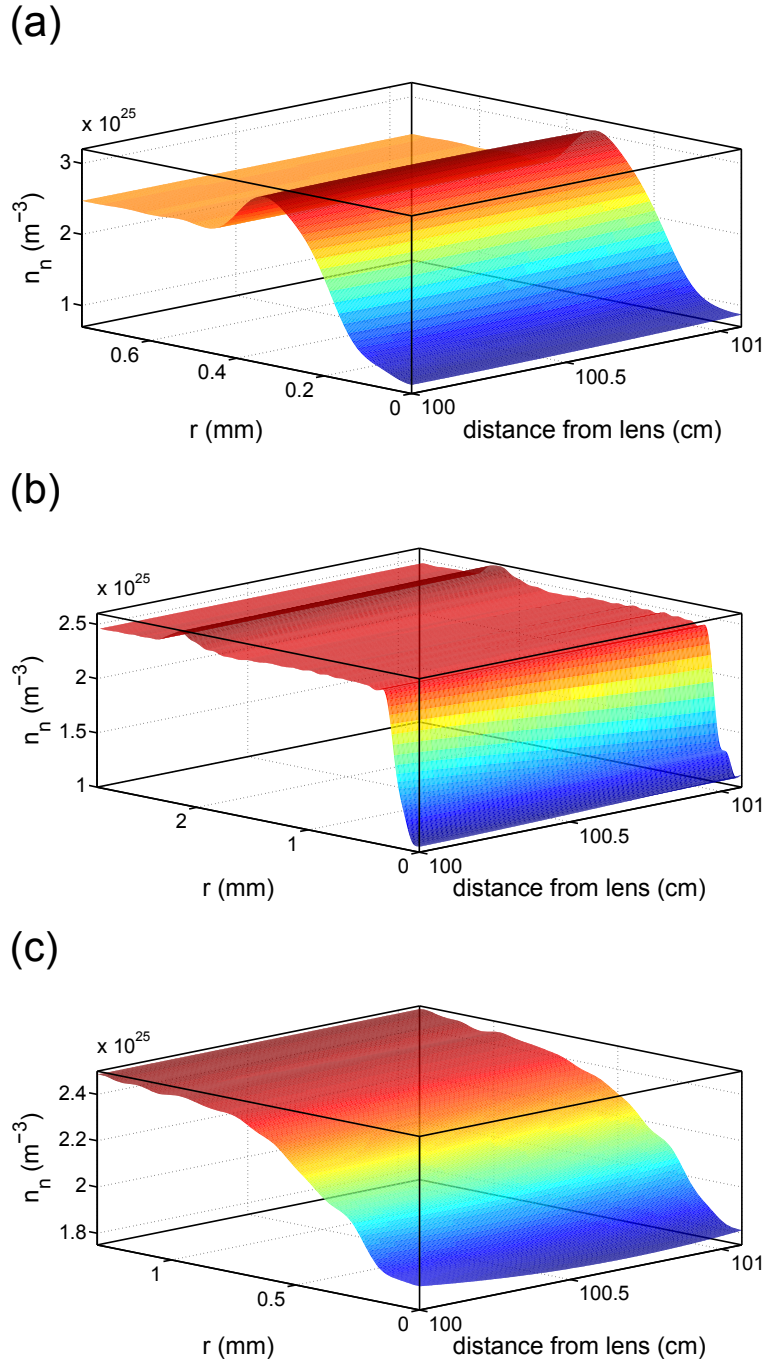 (a)
x 10^25
3
2
1
n_n (m^−3)
0.6
0.4
0.2
0
100
100.5
101
r (mm)
distance from lens (cm)
(b)
x 10^25
2.5
2
1.5
1
n_n (m^−3)
2
1
0
100
100.5
101
r (mm)
distance from lens (cm)
(c)
x 10^25
2.4
2.2
2
1.8
n_n (m^−3)
1
0.5
0
100
100.5
101
r (mm)
distance from lens (cm)